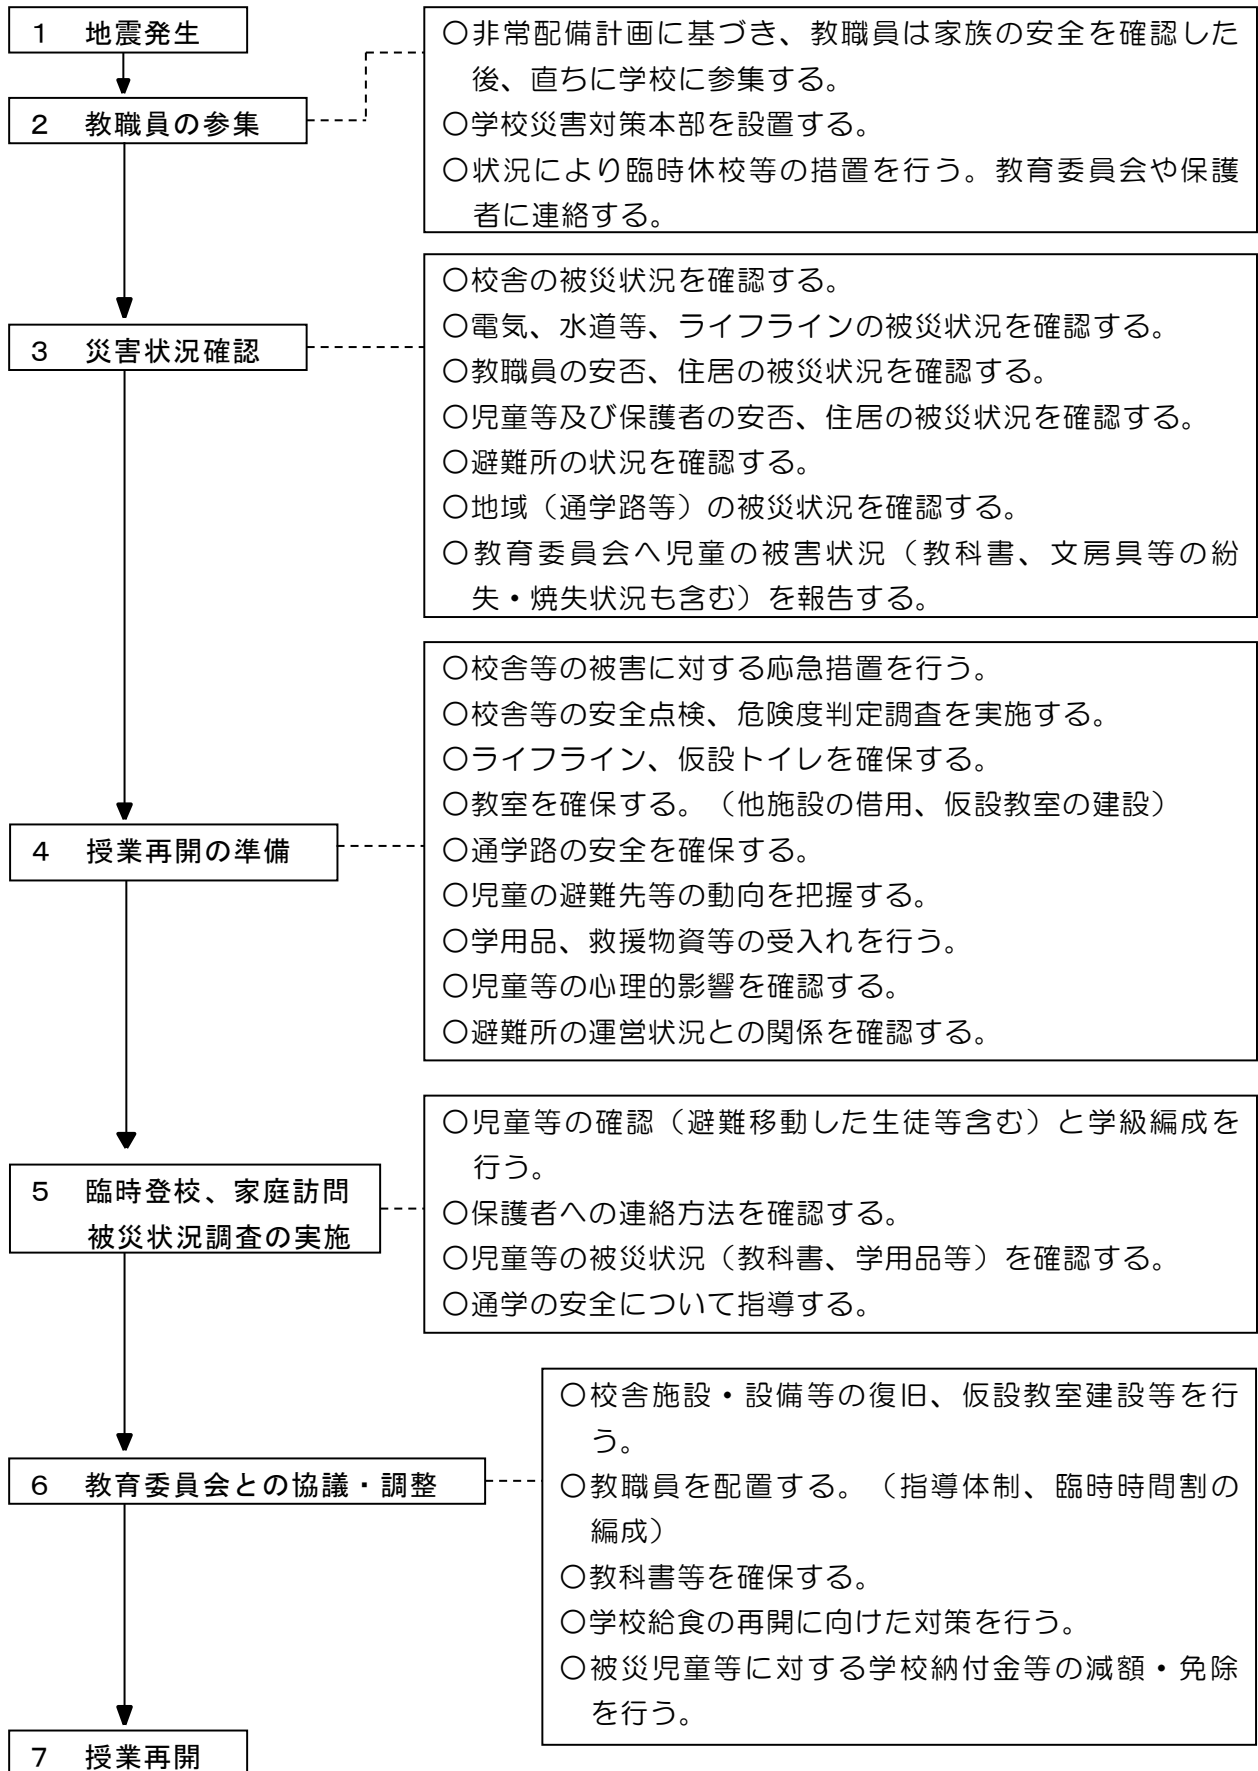 1　地震発生
2　教職員の参集
〇非常配備計画に基づき、教職員は家族の安全を確認した
後、直ちに学校に参集する。
〇学校災害対策本部を設置する。
〇状況により臨時休校等の措置を行う。教育委員会や保護
者に連絡する。
3　災害状況確認
〇校舎の被災状況を確認する。
〇電気、水道等、ライフラインの被災状況を確認する。
〇教職員の安否、住居の被災状況を確認する。
〇児童等及び保護者の安否、住居の被災状況を確認する。
〇避難所の状況を確認する。
〇地域（通学路等）の被災状況を確認する。
〇教育委員会へ児童の被害状況（教科書、文房具等の紛
失・焼失状況も含む）を報告する。
4　授業再開の準備
〇校舎等の被害に対する応急措置を行う。
〇校舎等の安全点検、危険度判定調査を実施する。
〇ライフライン、仮設トイレを確保する。
〇教室を確保する。（他施設の借用、仮設教室の建設）
〇通学路の安全を確保する。
〇児童の避難先等の動向を把握する。
〇学用品、救援物資等の受入れを行う。
〇児童等の心理的影響を確認する。
〇避難所の運営状況との関係を確認する。
5　臨時登校、家庭訪問
被災状況調査の実施
〇児童等の確認（避難移動した生徒等含む）と学級編成を
行う。
〇保護者への連絡方法を確認する。
〇児童等の被災状況（教科書、学用品等）を確認する。
〇通学の安全について指導する。
6　教育委員会との協議・調整
〇校舎施設・設備等の復旧、仮設教室建設等を行
う。
〇教職員を配置する。（指導体制、臨時時間割の
編成）
〇教科書等を確保する。
〇学校給食の再開に向けた対策を行う。
〇被災児童等に対する学校納付金等の減額・免除
を行う。
7　授業再開